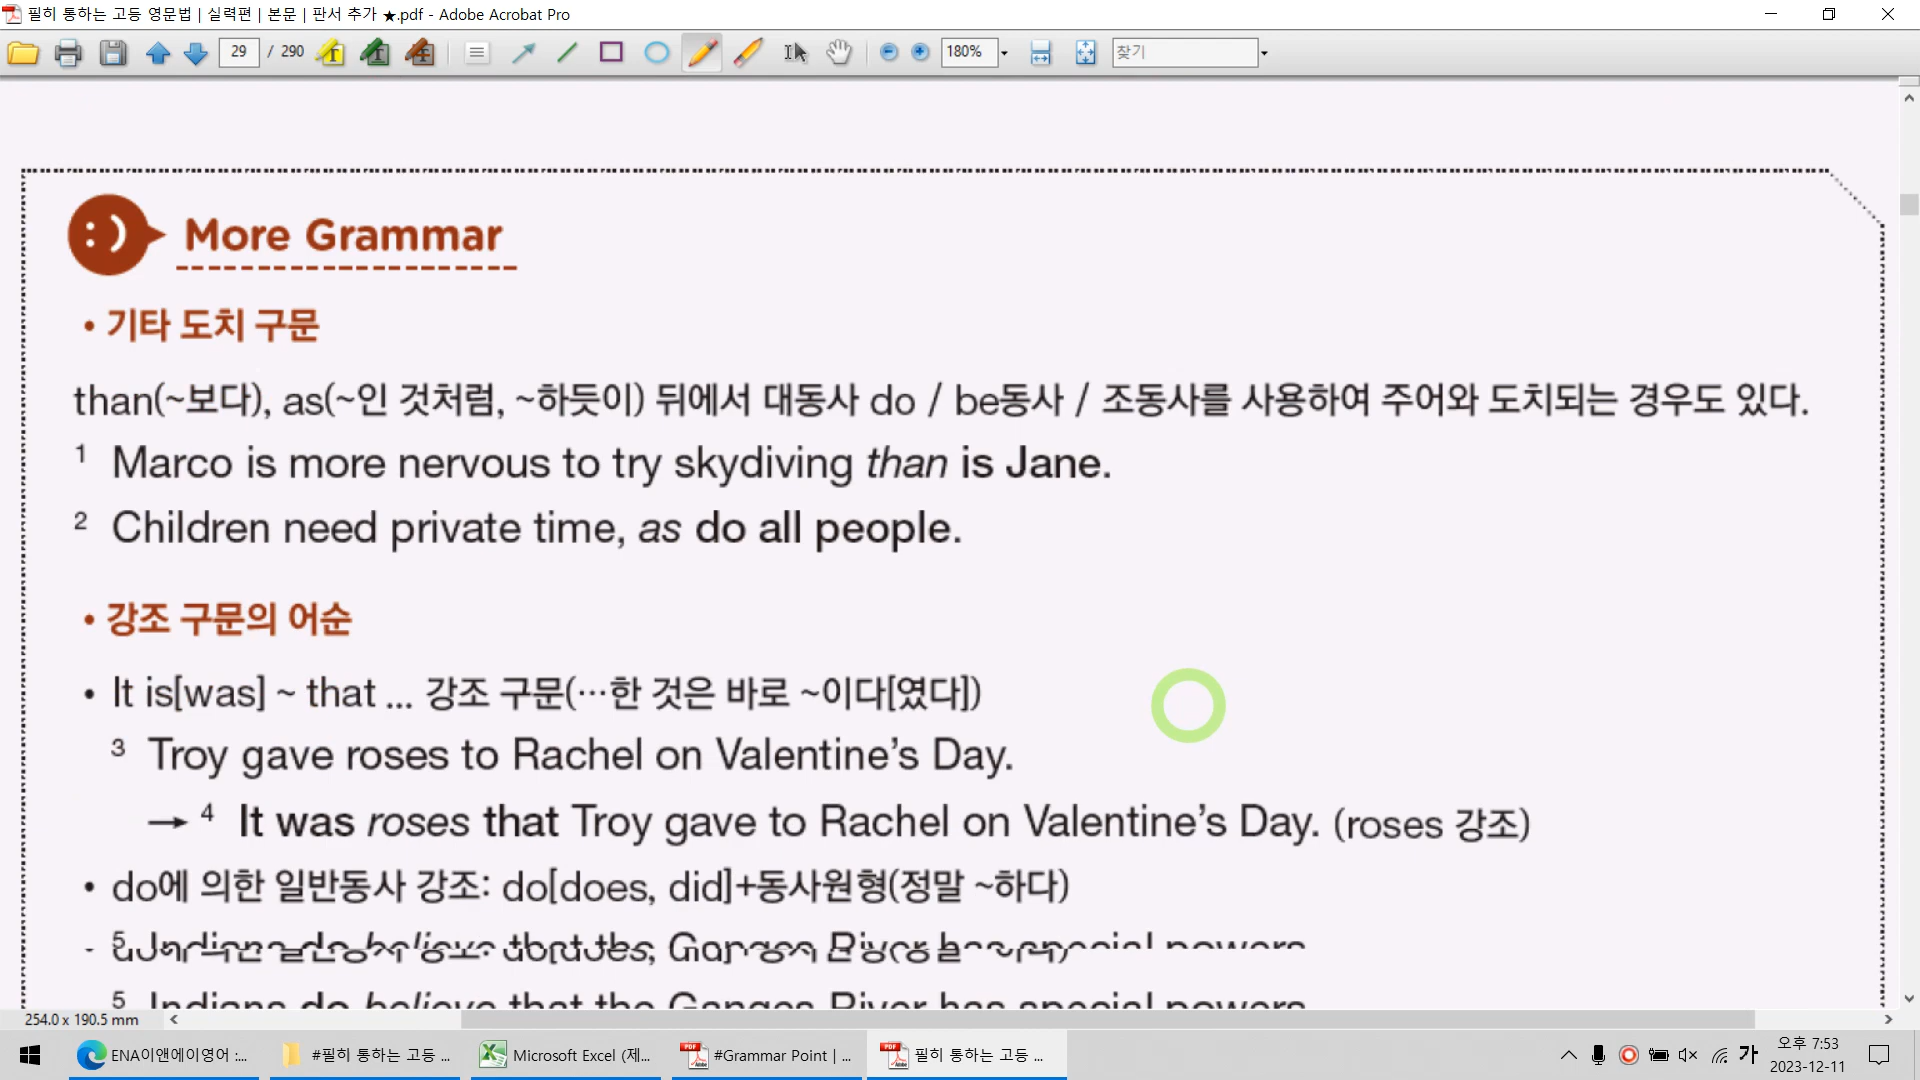 필히 통하는 고등 영문법 | 실력편 | 본문 | 판서 추가 ★.pdf - Adobe Acrobat Pro
29 / 290
180%
찾기
:) More Grammar
• 기타 도치 구문
than(~보다), as(~인 것처럼, ~하듯이) 뒤에서 대동사 do / be동사 / 조동사를 사용하여 주어와 도치되는 경우도 있다.
1 Marco is more nervous to try skydiving than is Jane.
2 Children need private time, as do all people.
• 강조 구문의 어순
• It is[was] ~ that ... 강조 구문(…한 것은 바로 ~이다[였다])
3 Troy gave roses to Rachel on Valentine's Day.
→ 4 It was roses that Troy gave to Rachel on Valentine's Day. (roses 강조)
• do에 의한 일반동사 강조: do[does, did]+동사원형(정말 ~하다)
5 Indians do believe that the Ganges River has special powers
254.0 x 190.5 mm
ENA이앤에이영어 :...
#필히 통하는 고등 ...
Microsoft Excel (제...
#Grammar Point | ...
필히 통하는 고등 ...
가
오후 7:53
2023-12-11